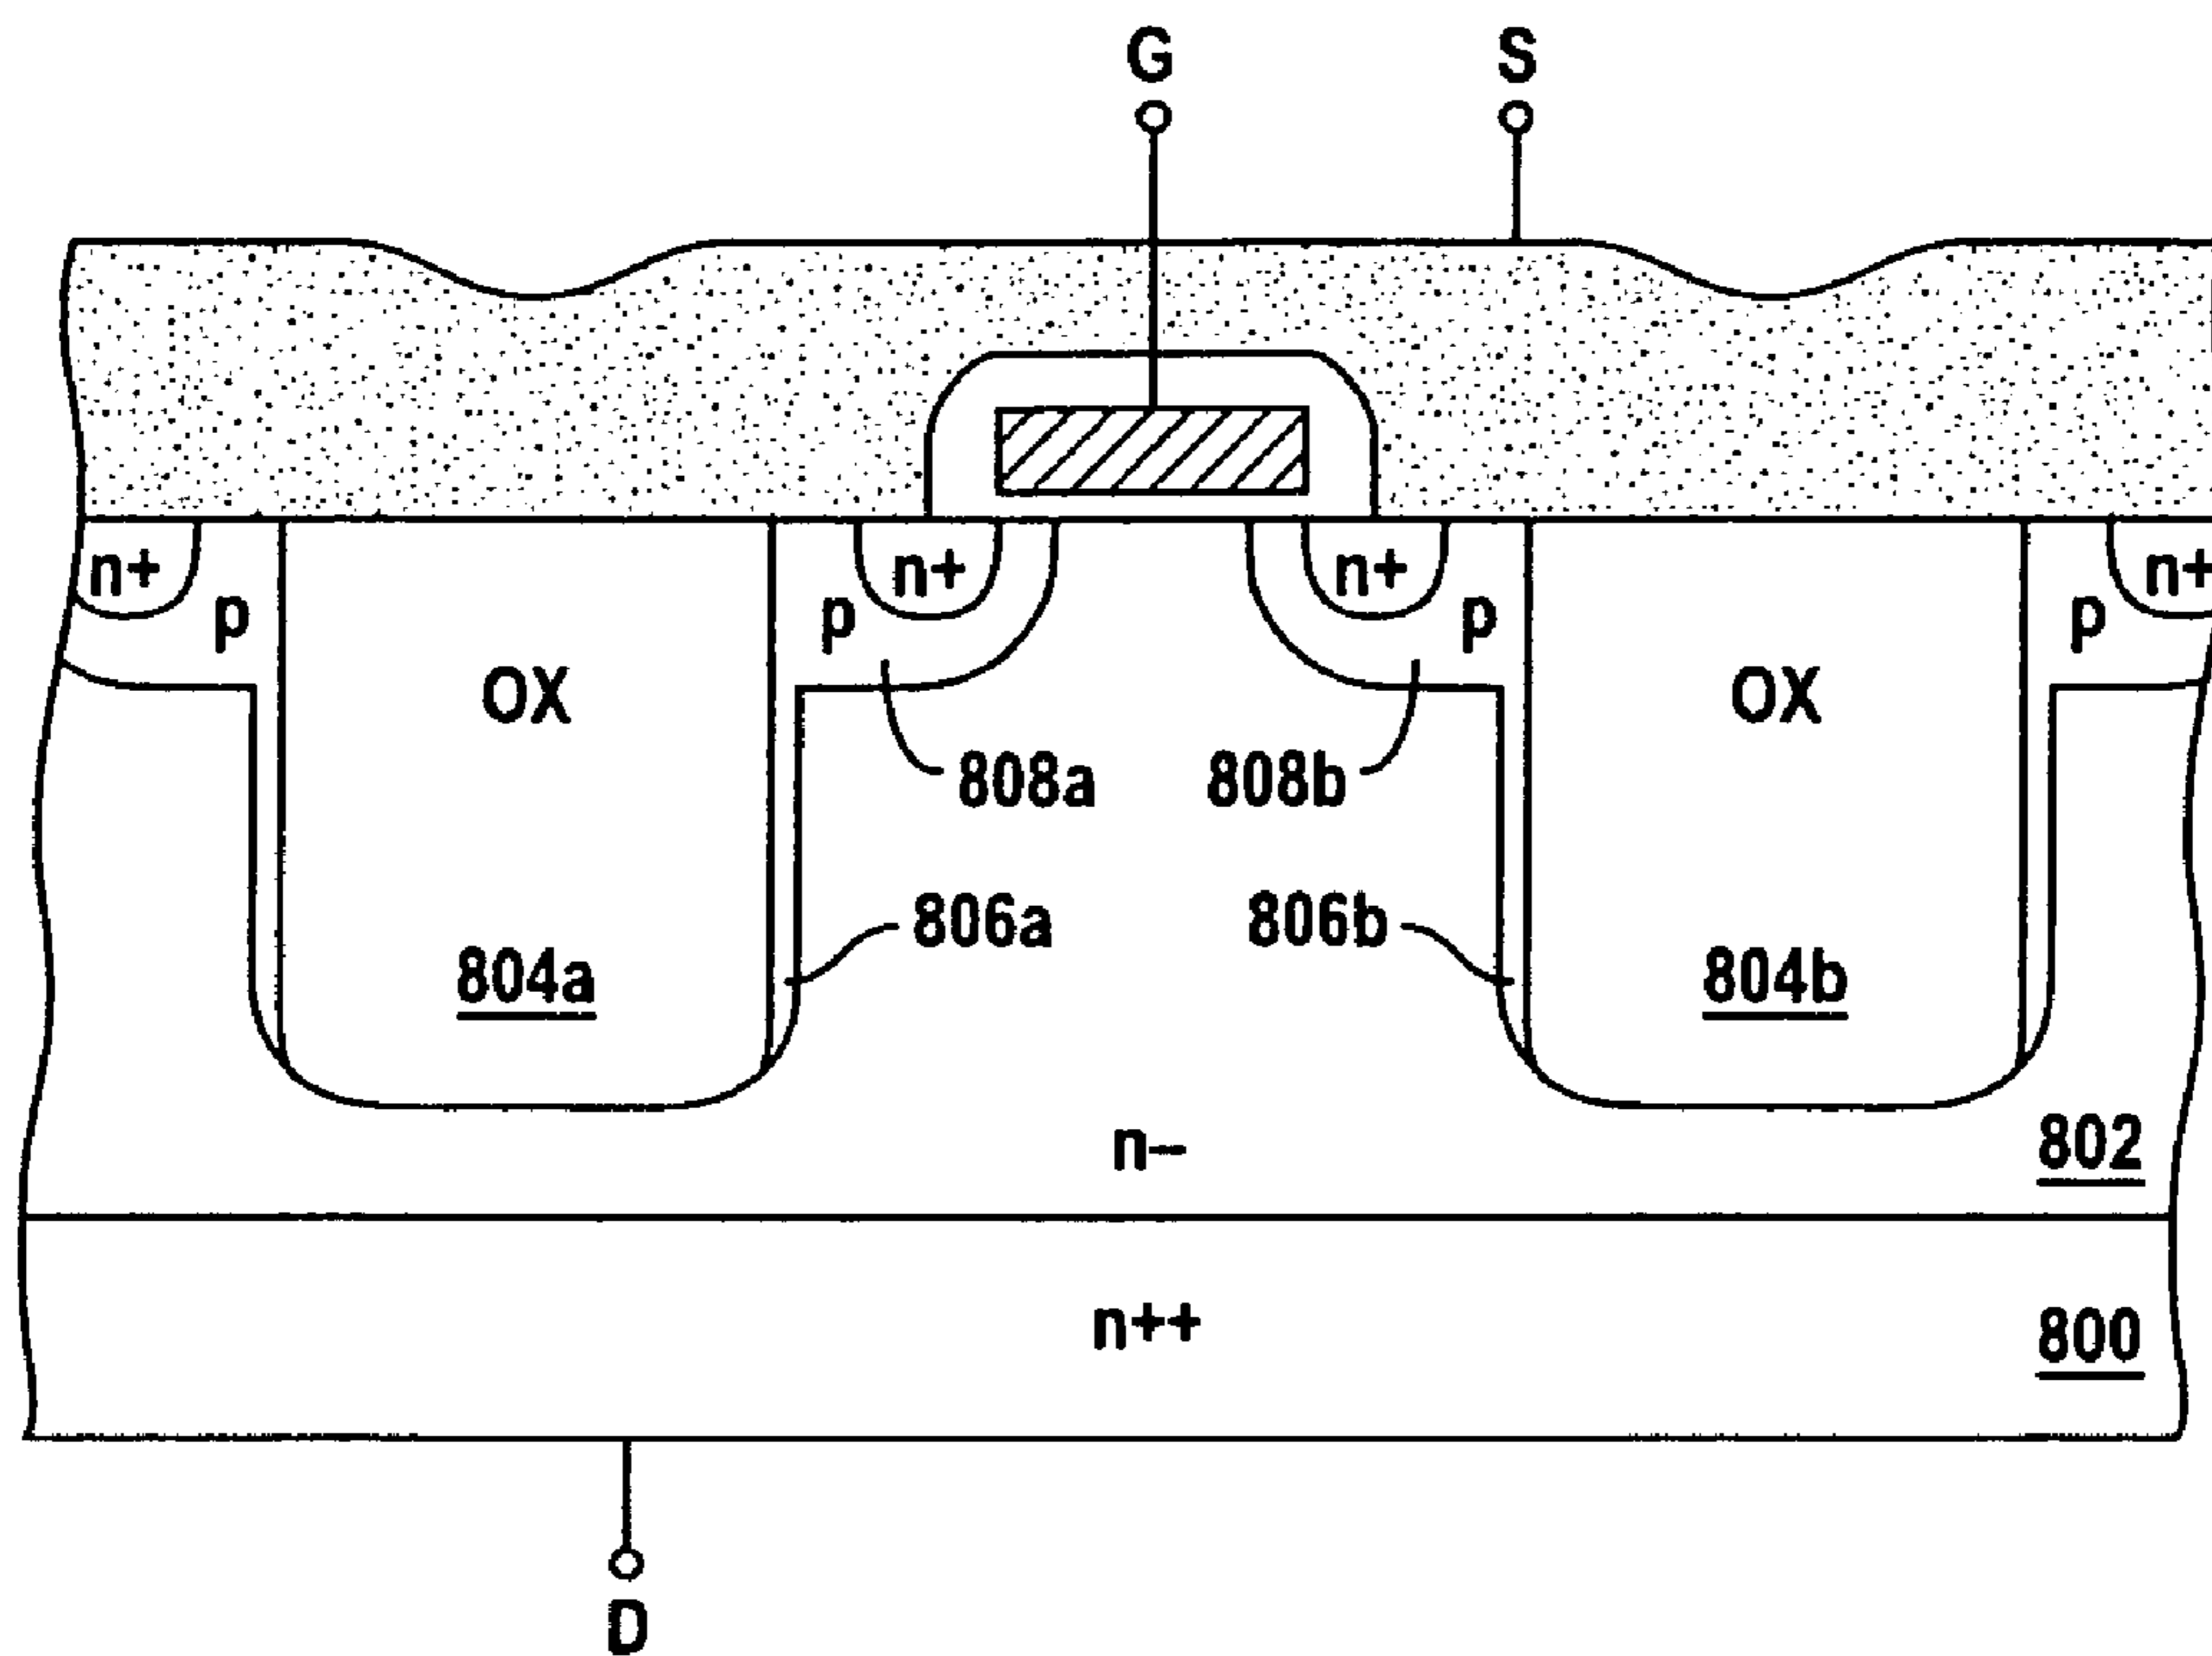 G S
n+ n+ n+ n+
p p p p
OX OX
808a 808b
806a 806b
804a 804b
n−
802
n++
800
D